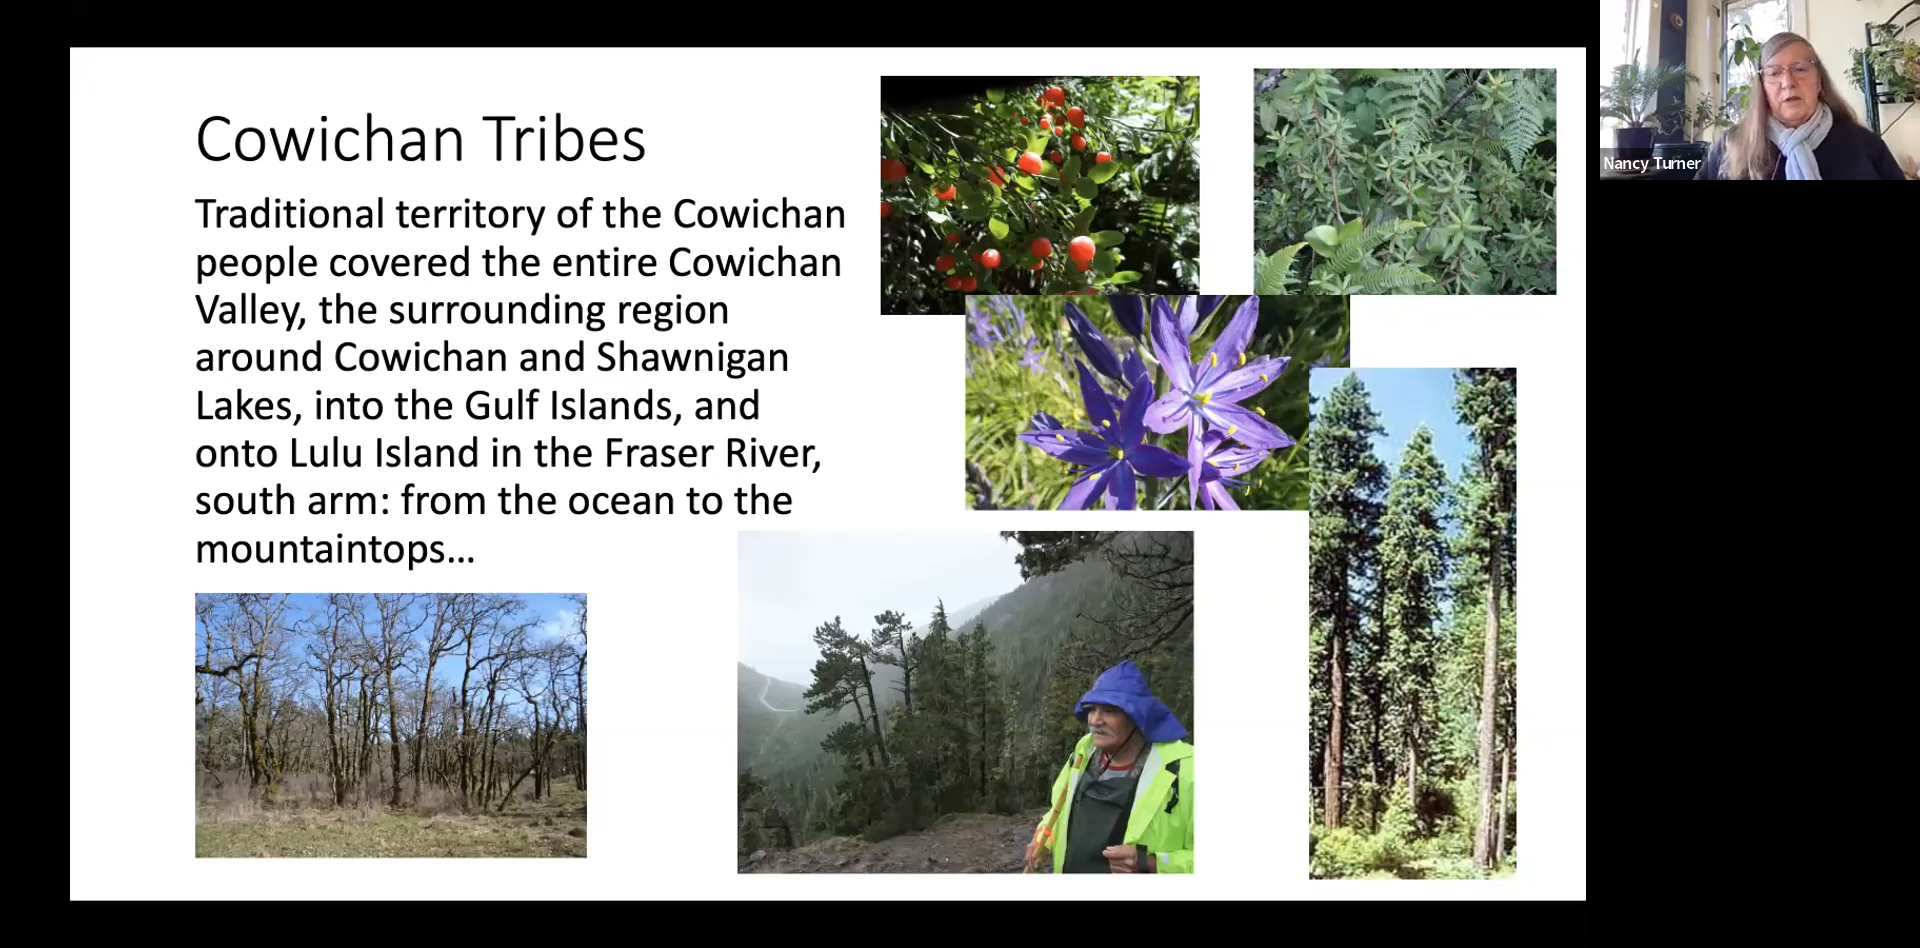 Cowichan Tribes
Traditional territory of the Cowichan
people covered the entire Cowichan
Valley, the surrounding region
around Cowichan and Shawnigan
Lakes, into the Gulf Islands, and
onto Lulu Island in the Fraser River,
south arm: from the ocean to the
mountaintops...
Nancy Turner